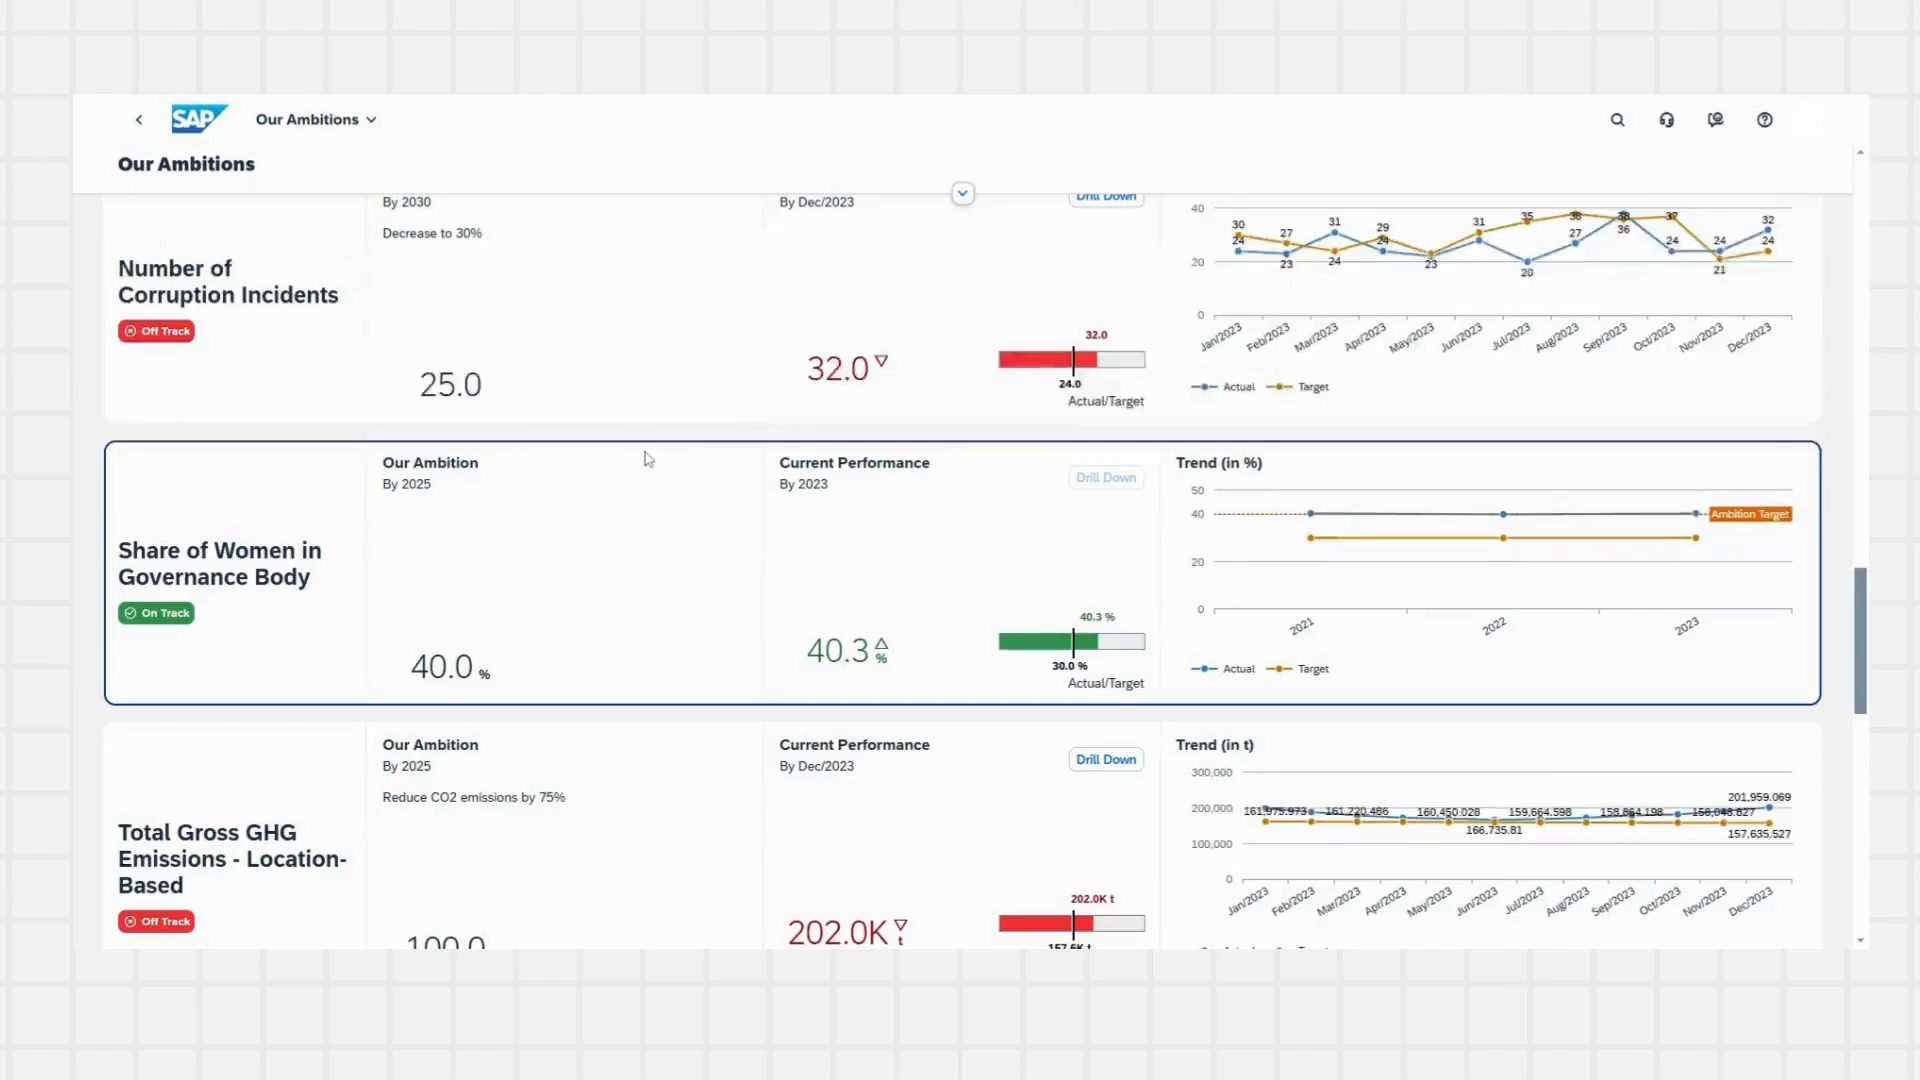 SAP
Our Ambitions
Our Ambitions
By 2030
Decrease to 30%
By Dec/2023
Drill Down
Number of
Corruption Incidents
Off Track
25.0
32.0
32.0
24.0
Actual/Target
40
20
0
30
24
27
23
31
24
29
24
23
31
35
20
38
27
38
36
37
24
24
21
32
24
Jan/2023
Feb/2023
Mar/2023
Apr/2023
May/2023
Jun/2023
Jul/2023
Aug/2023
Sep/2023
Oct/2023
Nov/2023
Dec/2023
Actual
Target
Share of Women in
Governance Body
On Track
Our Ambition
By 2025
40.0 %
Current Performance
By 2023
Drill Down
40.3 %
40.3 %
30.0 %
Actual/Target
Trend (in %)
50
40
20
0
Ambition Target
2021
2022
2023
Actual
Target
Total Gross GHG
Emissions - Location-
Based
Off Track
Our Ambition
By 2025
Reduce CO2 emissions by 75%
100.0
Current Performance
By Dec/2023
Drill Down
202.0K t
202.0K t
157.6K t
Trend (in t)
300,000
200,000
100,000
0
161,975.973
161,220.486
160,450.028
166,735.81
159,664.598
158,864.198
158,048.827
201,959.069
157,635.527
Jan/2023
Feb/2023
Mar/2023
Apr/2023
May/2023
Jun/2023
Jul/2023
Aug/2023
Sep/2023
Oct/2023
Nov/2023
Dec/2023